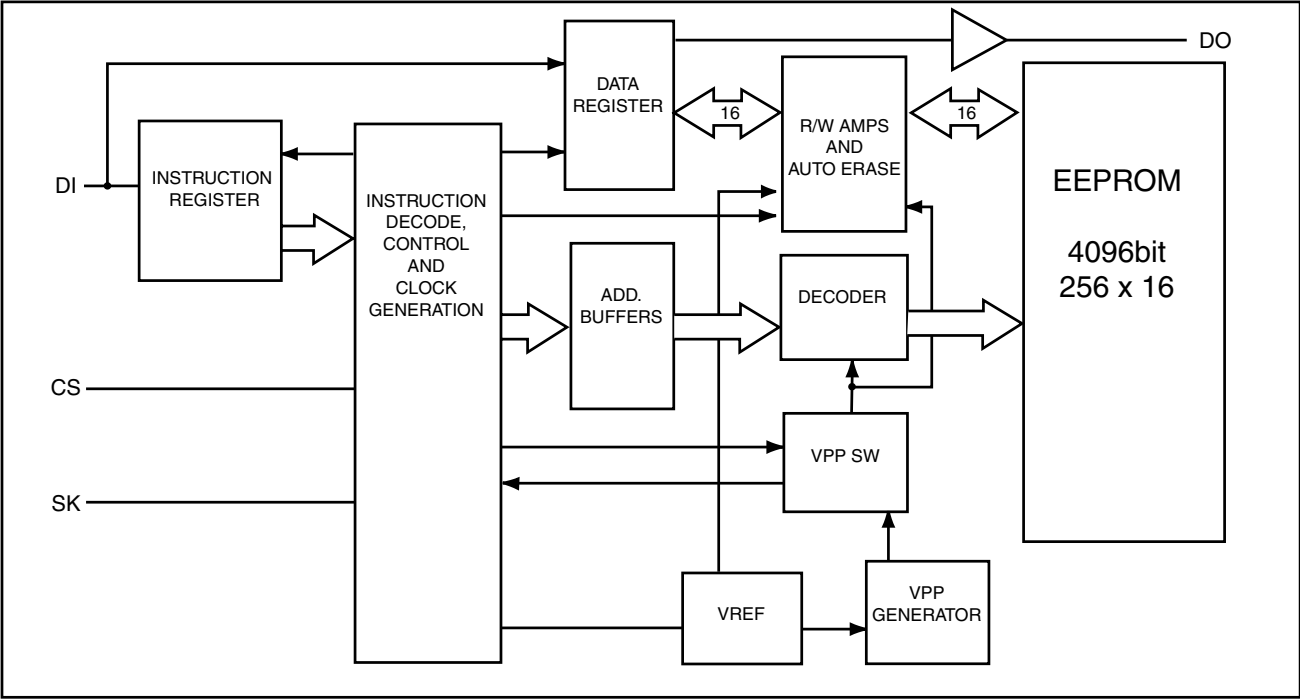 DO
DATA
REGISTER
16
R/W AMPS
AND
AUTO ERASE
16
EEPROM
4096bit
256 x 16
DI
INSTRUCTION
REGISTER
INSTRUCTION
DECODE,
CONTROL
AND
CLOCK
GENERATION
ADD.
BUFFERS
DECODER
CS
VPP SW
SK
VREF
VPP
GENERATOR